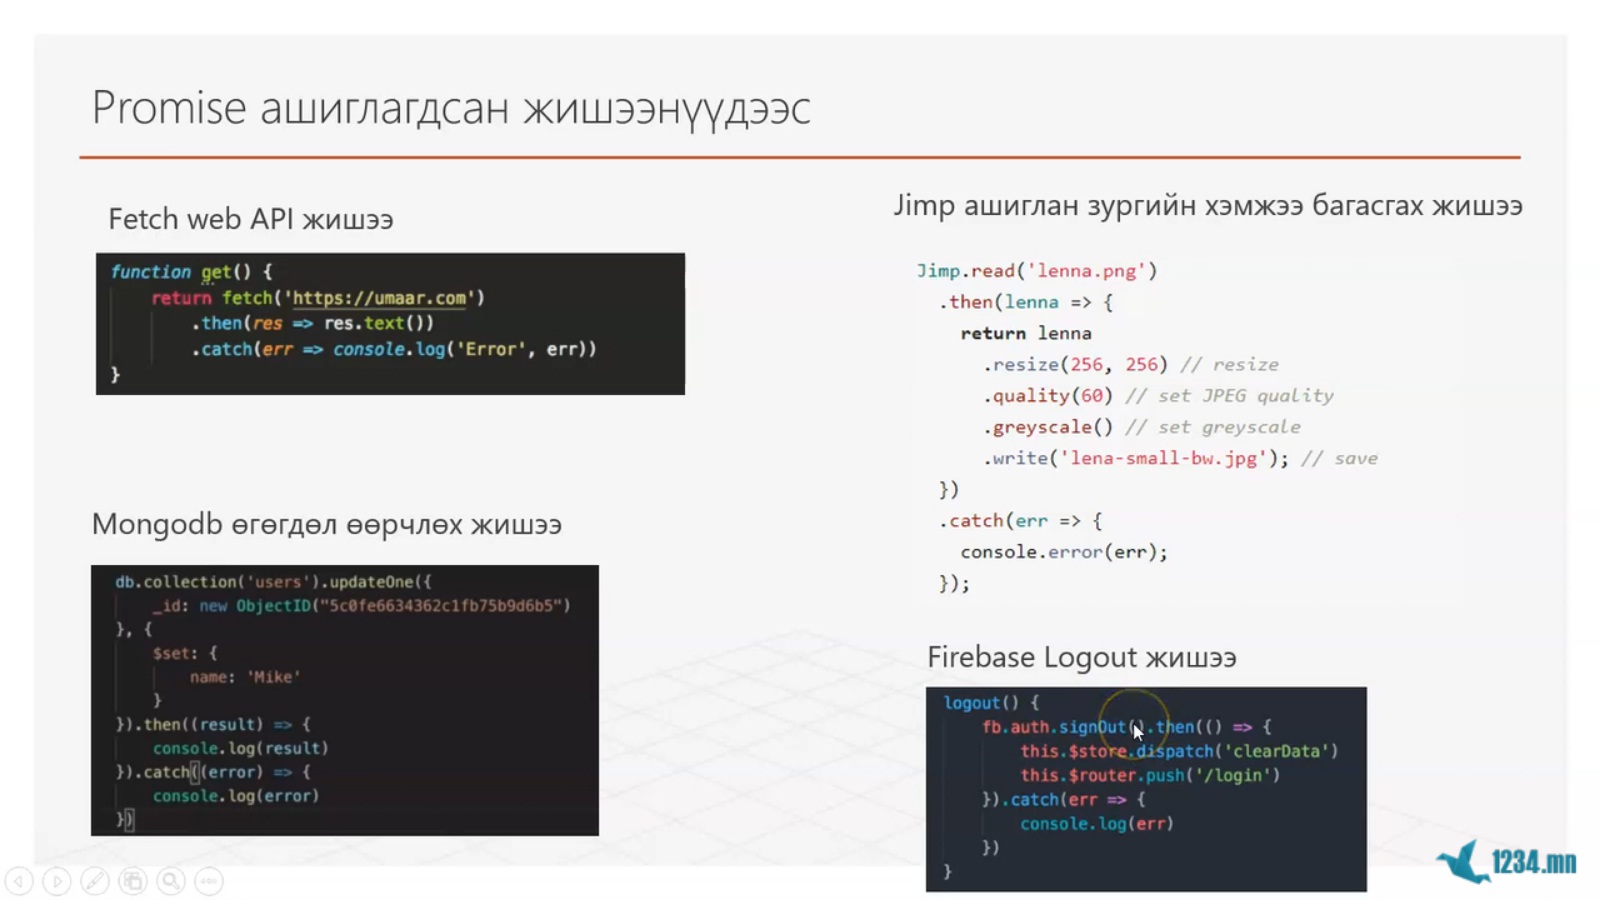 Promise ашиглагдсан жишээнүүдээс
Fetch web API жишээ
function get() {
return fetch('https://umaar.com')
.then(res => res.text())
.catch(err => console.log('Error', err))
}
Mongodb өгөгдөл өөрчлөх жишээ
db.collection('users').updateOne({
_id: new ObjectID("5c0fe6634362c1fb75b9d6b5")
}, {
$set: {
name: 'Mike'
}
}).then((result) => {
console.log(result)
}).catch((error) => {
console.log(error)
})
Jimp ашиглан зургийн хэмжээ багасгах жишээ
Jimp.read('lenna.png')
.then(lenna => {
return lenna
.resize(256, 256) // resize
.quality(60) // set JPEG quality
.greyscale() // set greyscale
.write('lena-small-bw.jpg'); // save
})
.catch(err => {
console.error(err);
});
Firebase Logout жишээ
logout() {
fb.auth.signOut().then(() => {
this.$store.dispatch('clearData')
this.$router.push('/login')
}).catch(err => {
console.log(err)
})
}
1234.mn